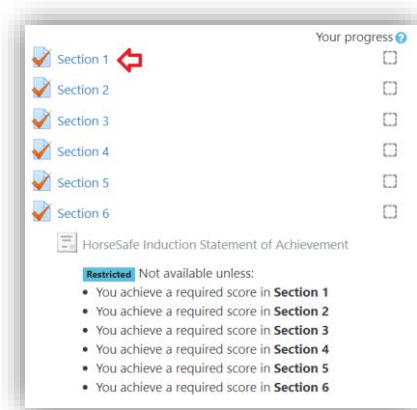 Your progress ?
Section 1
Section 2
Section 3
Section 4
Section 5
Section 6
HorseSafe Induction Statement of Achievement
Restricted Not available unless:
• You achieve a required score in Section 1
• You achieve a required score in Section 2
• You achieve a required score in Section 3
• You achieve a required score in Section 4
• You achieve a required score in Section 5
• You achieve a required score in Section 6